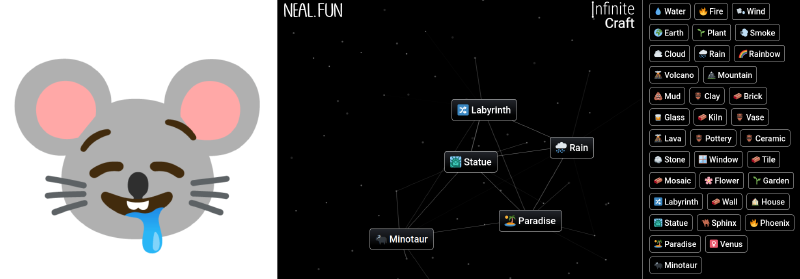 NEAL.FUN
Infinite
Craft
Labyrinth
Rain
Statue
Paradise
Minotaur
Water Fire Wind
Earth Plant Smoke
Cloud Rain Rainbow
Volcano Mountain
Mud Clay Brick
Glass Kiln Vase
Lava Pottery Ceramic
Stone Window Tile
Mosaic Flower Garden
Labyrinth Wall House
Statue Sphinx Phoenix
Paradise Venus
Minotaur